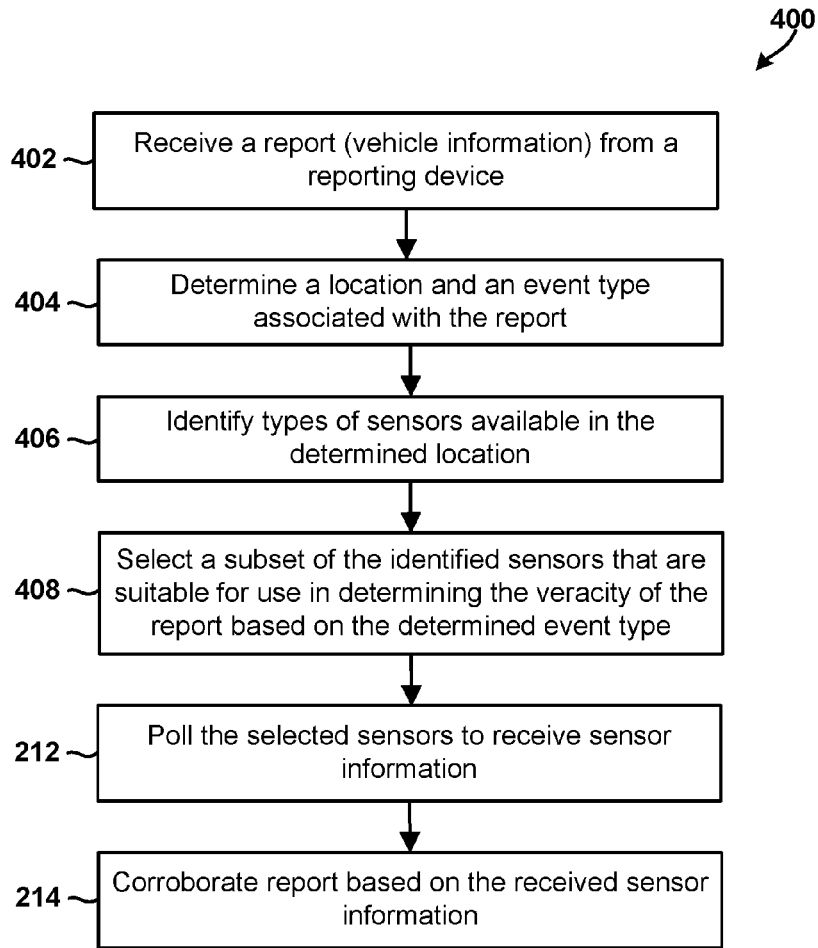 400
402
Receive a report (vehicle information) from a
reporting device
404
Determine a location and an event type
associated with the report
406
Identify types of sensors available in the
determined location
408
Select a subset of the identified sensors that are
suitable for use in determining the veracity of the
report based on the determined event type
212
Poll the selected sensors to receive sensor
information
214
Corroborate report based on the received sensor
information